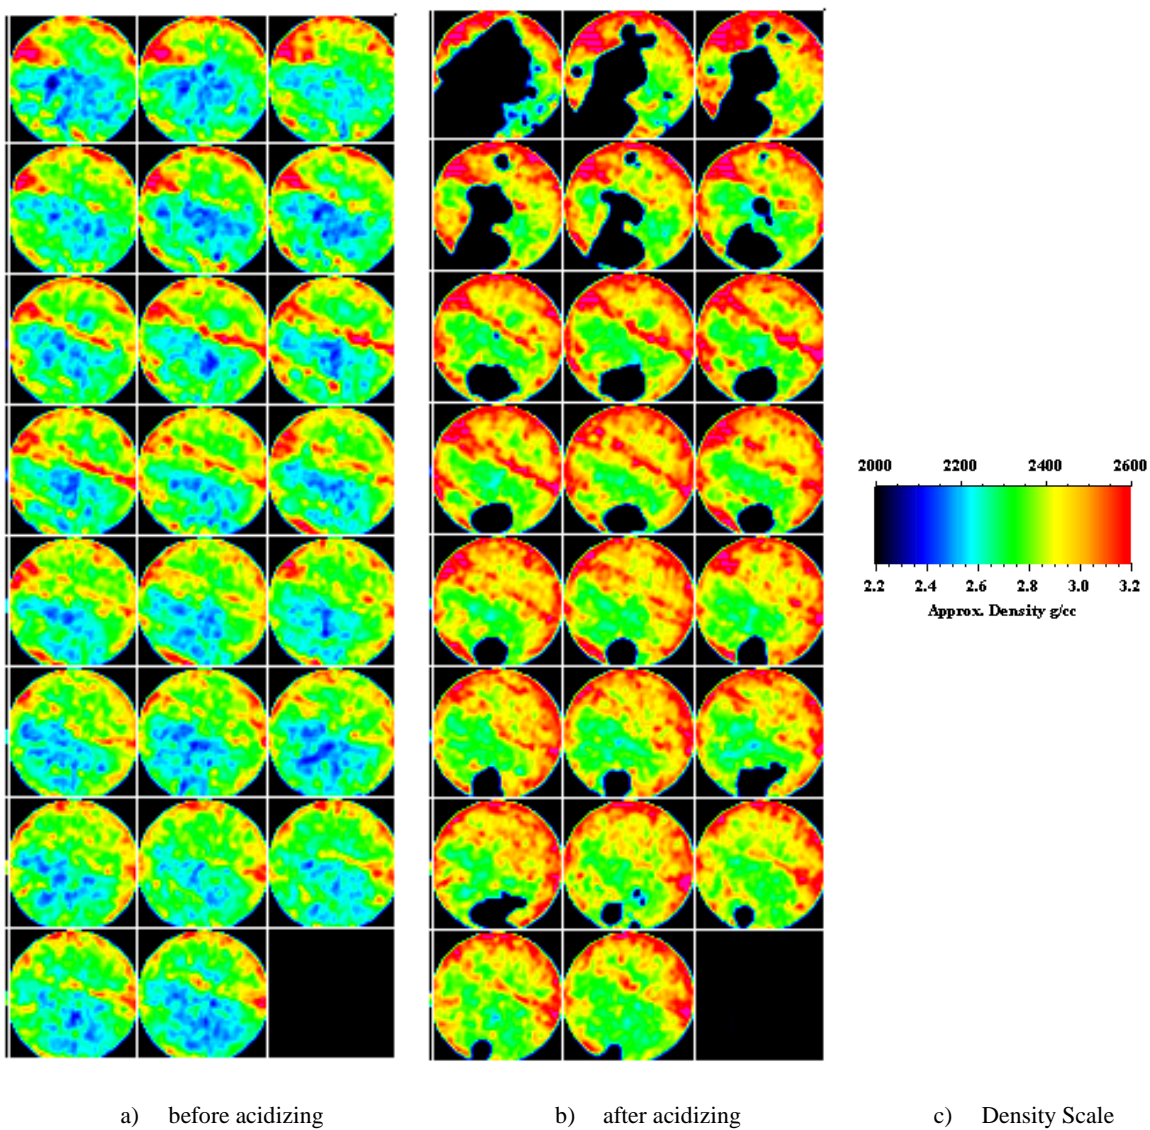 2000 2200 2400 2600
2.2 2.4 2.6 2.8 3.0 3.2
Approx. Density g/cc
a) before acidizing b) after acidizing c) Density Scale